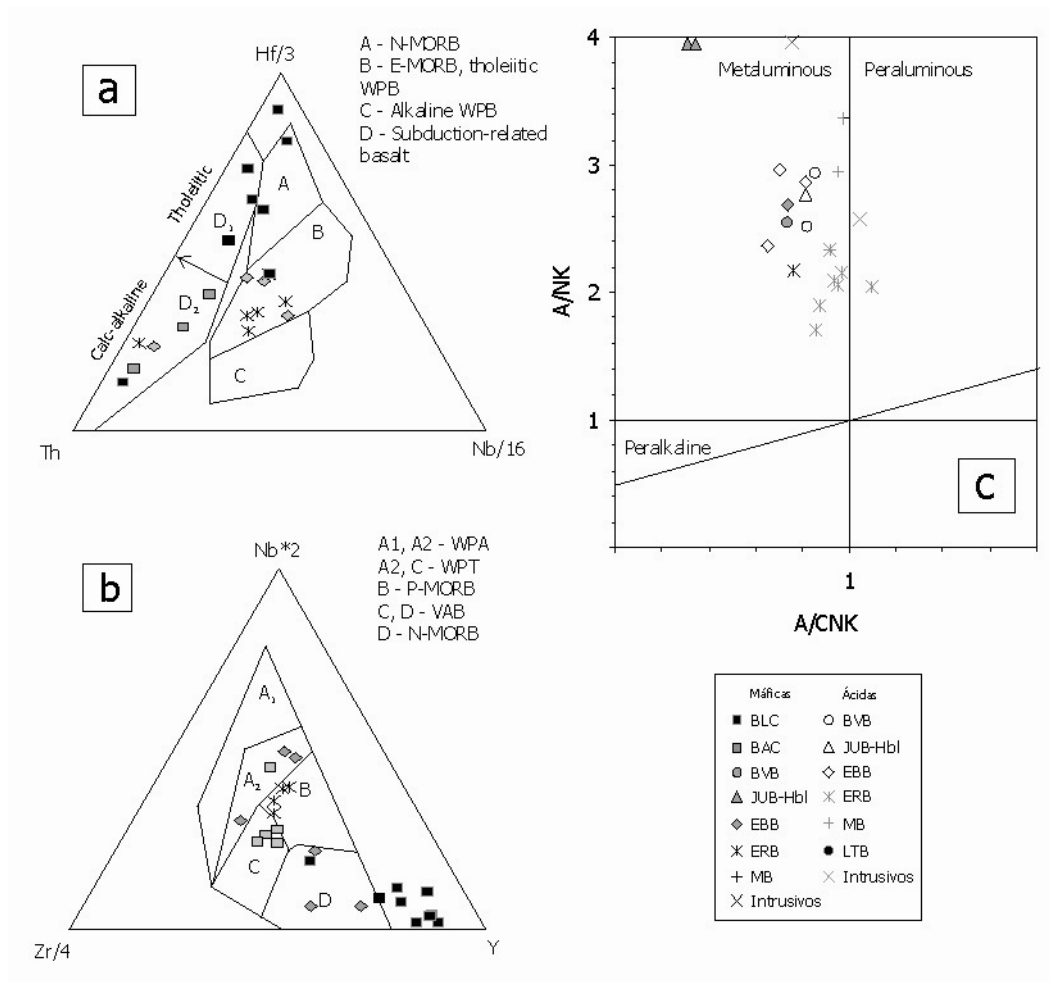 a
Hf/3
A - N-MORB
B - E-MORB, tholeiitic
WPB
C - Alkaline WPB
D - Subduction-related
basalt
Tholeiitic
Calc-alkaline
A
B
C
D₁
D₂
Th
Nb/16
b
Nb*2
A1, A2 - WPA
A2, C - WPT
B - P-MORB
C, D - VAB
D - N-MORB
A₁
A₂
B
C
D
Zr/4
Y
4
3
2
1
A/NK
Metaluminous
Peraluminous
Peralkaline
C
1
A/CNK
Máficas
BLC
BAC
BVB
JUB-Hbl
EBB
ERB
MB
Intrusivos
Ácidas
BVB
JUB-Hbl
EBB
ERB
MB
LTB
Intrusivos